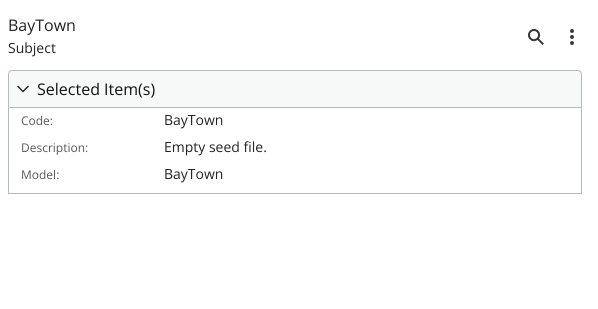 BayTown
Subject
Selected Item(s)
Code: BayTown
Description: Empty seed file.
Model: BayTown